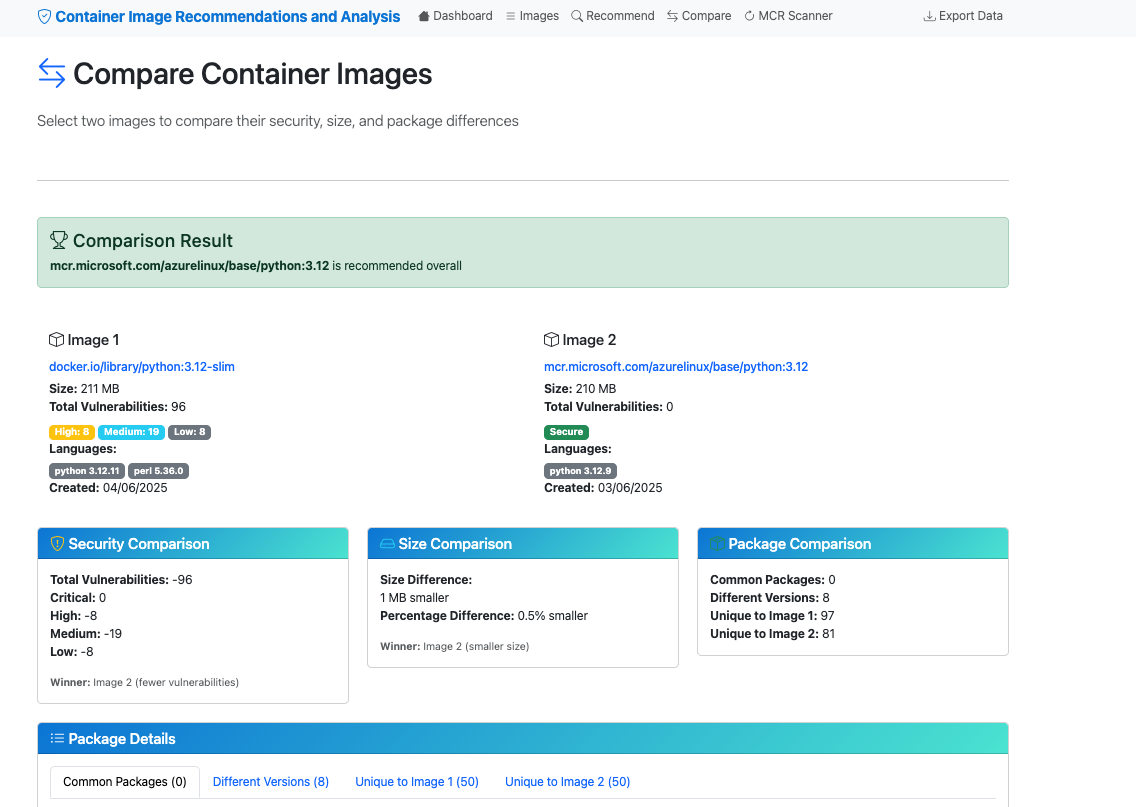 Container Image Recommendations and Analysis Dashboard Images Recommend Compare MCR Scanner Export Data
Compare Container Images
Select two images to compare their security, size, and package differences
Comparison Result
mcr.microsoft.com/azurelinux/base/python:3.12 is recommended overall
Image 1
docker.io/library/python:3.12-slim
Size: 211 MB
Total Vulnerabilities: 96
High: 8 Medium: 19 Low: 8
Languages:
python 3.12.11 perl 5.36.0
Created: 04/06/2025
Image 2
mcr.microsoft.com/azurelinux/base/python:3.12
Size: 210 MB
Total Vulnerabilities: 0
Secure
Languages:
python 3.12.9
Created: 03/06/2025
Security Comparison
Total Vulnerabilities: -96
Critical: 0
High: -8
Medium: -19
Low: -8
Winner: Image 2 (fewer vulnerabilities)
Size Comparison
Size Difference:
1 MB smaller
Percentage Difference: 0.5% smaller
Winner: Image 2 (smaller size)
Package Comparison
Common Packages: 0
Different Versions: 8
Unique to Image 1: 97
Unique to Image 2: 81
Package Details
Common Packages (0) Different Versions (8) Unique to Image 1 (50) Unique to Image 2 (50)